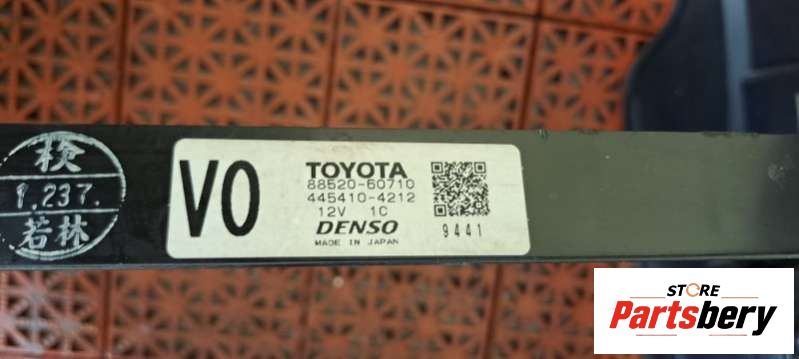 検
1.237.
若林
VO
TOYOTA
88520-60710
445410-4212
12V 1C
DENSO
MADE IN JAPAN
9441
STORE
Partsbery